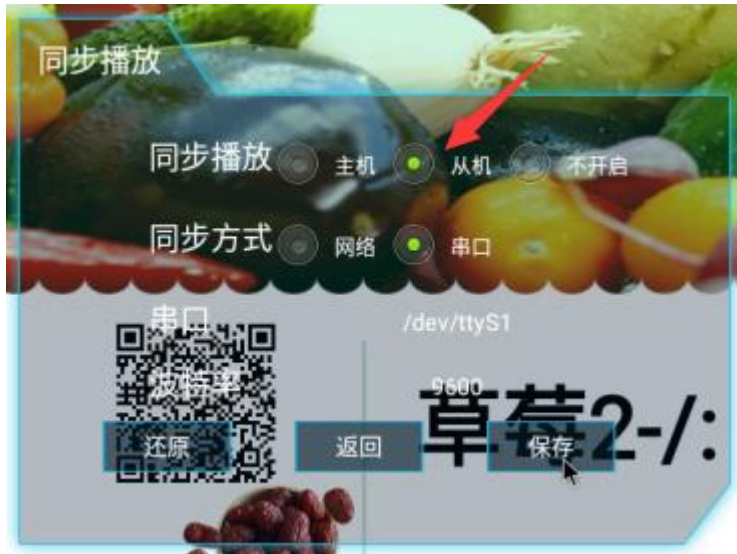 同步播放
同步播放 主机 从机 不开启
同步方式 网络 串口
串口 /dev/ttyS1
波特率 9600
草莓2-/:
还原 返回 保存